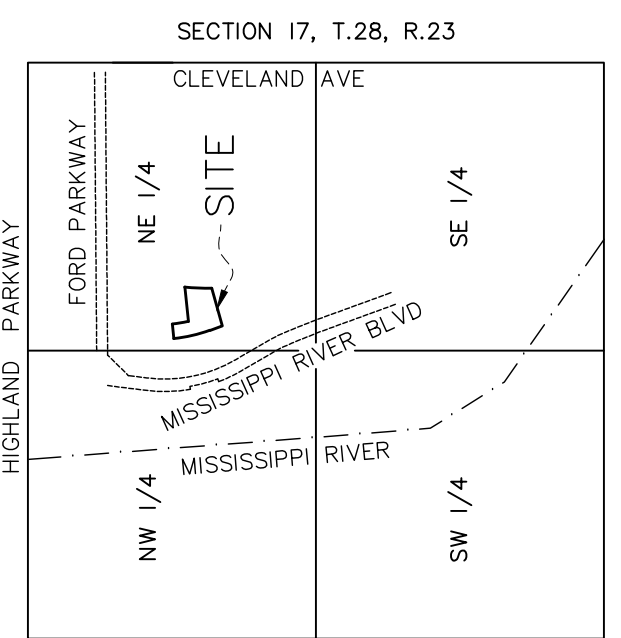 SECTION 17, T.28, R.23
CLEVELAND AVE
FORD PARKWAY
NE 1/4
SITE
SE 1/4
HIGHLAND PARKWAY
MISSISSIPPI RIVER BLVD
MISSISSIPPI RIVER
NW 1/4
SW 1/4